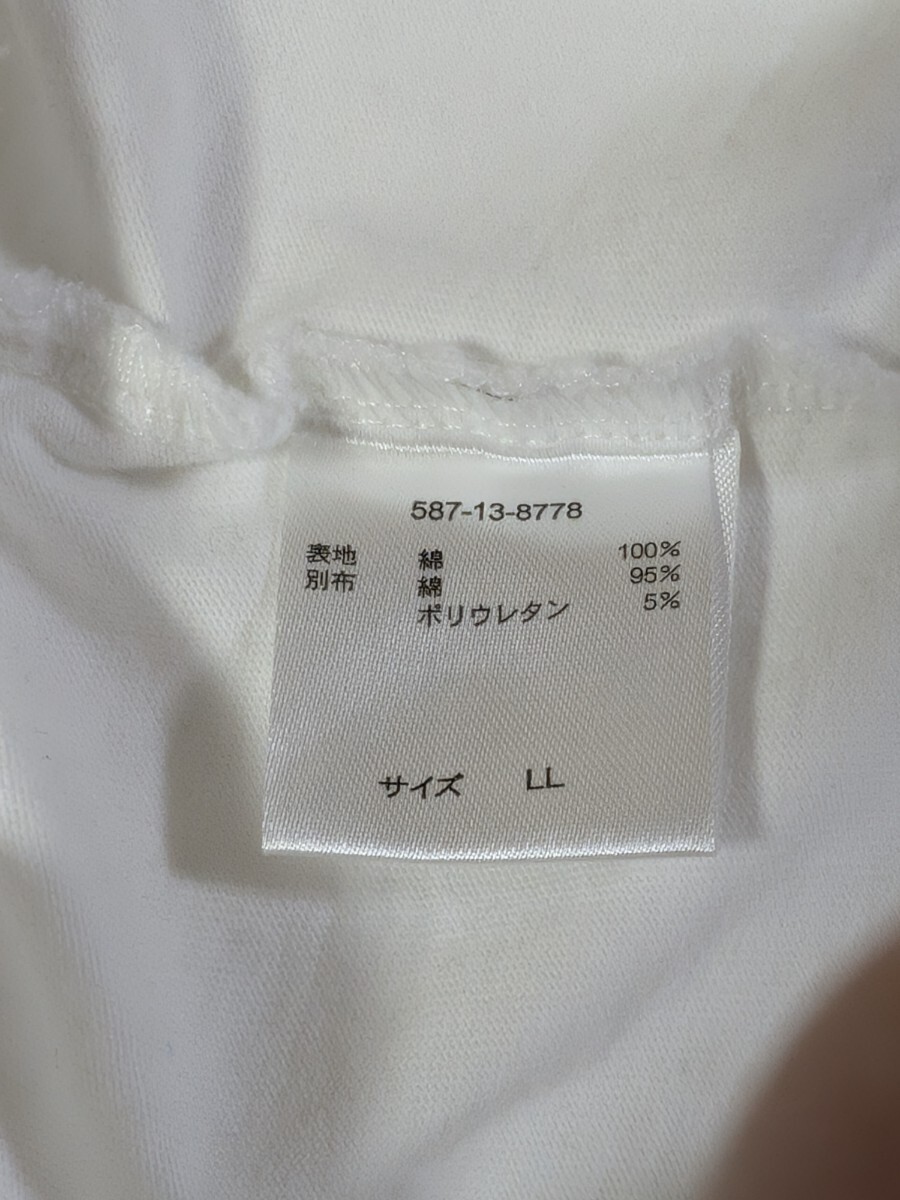 587-13-8778
表地 綿 100%
別布 綿 95%
ポリウレタン 5%
サイズ LL